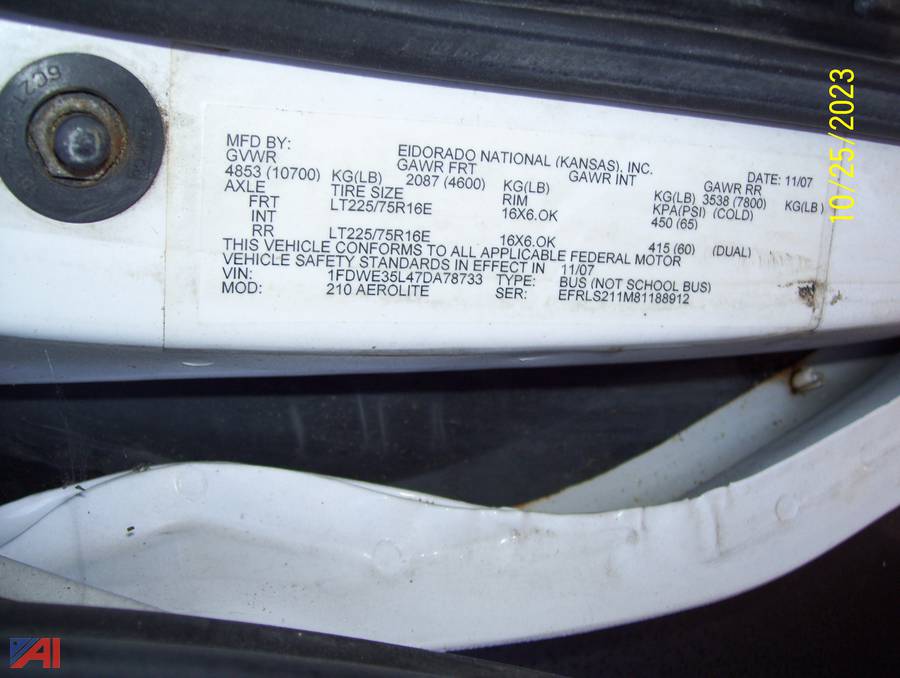 MFD BY: EIDORADO NATIONAL (KANSAS), INC. DATE: 11/07
GVWR GAWR FRT GAWR INT GAWR RR
4853 (10700) KG(LB) 2087 (4600) KG(LB) KG(LB) 3538 (7800) KG(LB)
AXLE TIRE SIZE RIM KPA(PSI) (COLD)
FRT LT225/75R16E 16X6.OK 450 (65)
INT
RR LT225/75R16E 16X6.OK 415 (60) (DUAL)
THIS VEHICLE CONFORMS TO ALL APPLICABLE FEDERAL MOTOR
VEHICLE SAFETY STANDARDS IN EFFECT IN 11/07
VIN: 1FDWE35L47DA78733 TYPE: BUS (NOT SCHOOL BUS)
MOD: 210 AEROLITE SER: EFRLS211M81188912
10/25/2023
AI